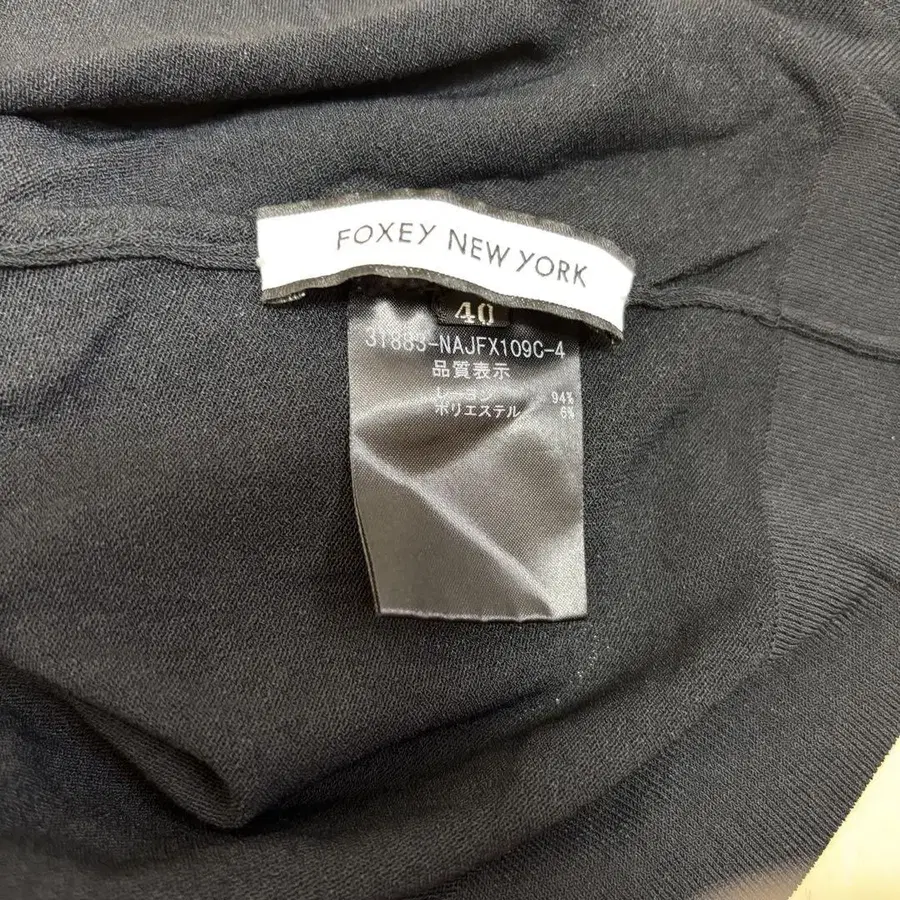 FOXEY NEW YORK
40
31883-NAJFX109C-4
品質表示
レーヨン 94%
ポリエステル 6%